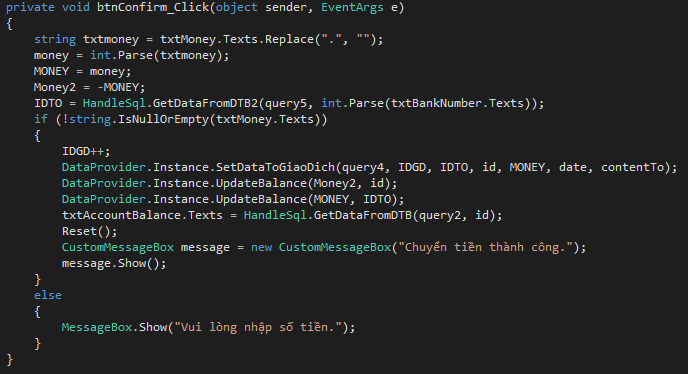 private void btnConfirm_Click(object sender, EventArgs e)
{
    string txtmoney = txtMoney.Texts.Replace(".", "");
    money = int.Parse(txtmoney);
    MONEY = money;
    Money2 = -MONEY;
    IDTO = HandleSql.GetDataFromDTB2(query5, int.Parse(txtBankNumber.Texts));
    if (!string.IsNullOrEmpty(txtMoney.Texts))
    {
        IDGD++;
        DataProvider.Instance.SetDataToGiaoDich(query4, IDGD, IDTO, id, MONEY, date, contentTo);
        DataProvider.Instance.UpdateBalance(Money2, id);
        DataProvider.Instance.UpdateBalance(MONEY, IDTO);
        txtAccountBalance.Texts = HandleSql.GetDataFromDTB(query2, id);
        Reset();
        CustomMessageBox message = new CustomMessageBox("Chuyển tiền thành công.");
        message.Show();
    }
    else
    {
        MessageBox.Show("Vui lòng nhập số tiền.");
    }
}